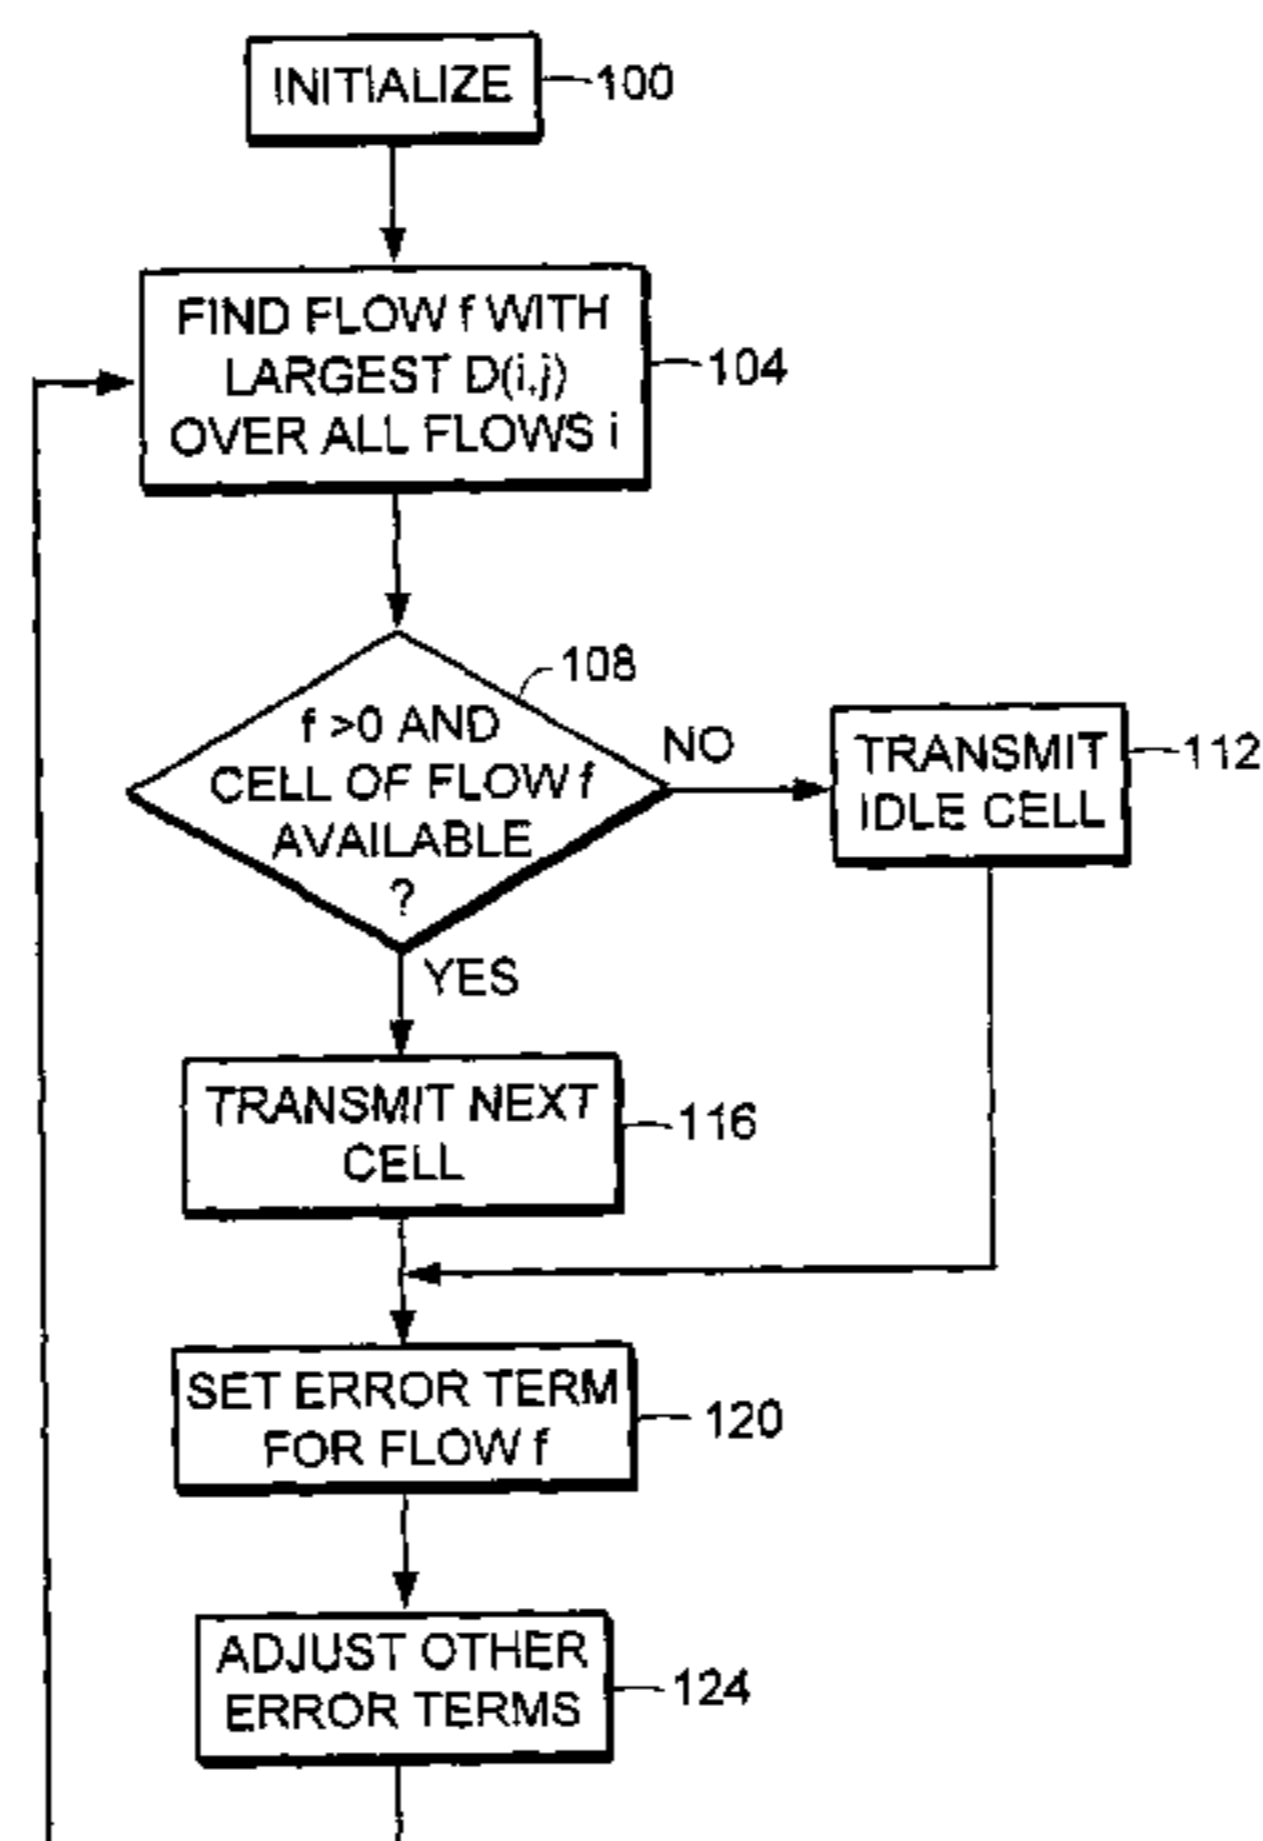 INITIALIZE
100
FIND FLOW f WITH
LARGEST D(i,j)
OVER ALL FLOWS i
104
108
f >0 AND
CELL OF FLOW f
AVAILABLE
?
NO
TRANSMIT
IDLE CELL
112
YES
TRANSMIT NEXT
CELL
116
SET ERROR TERM
FOR FLOW f
120
ADJUST OTHER
ERROR TERMS
124